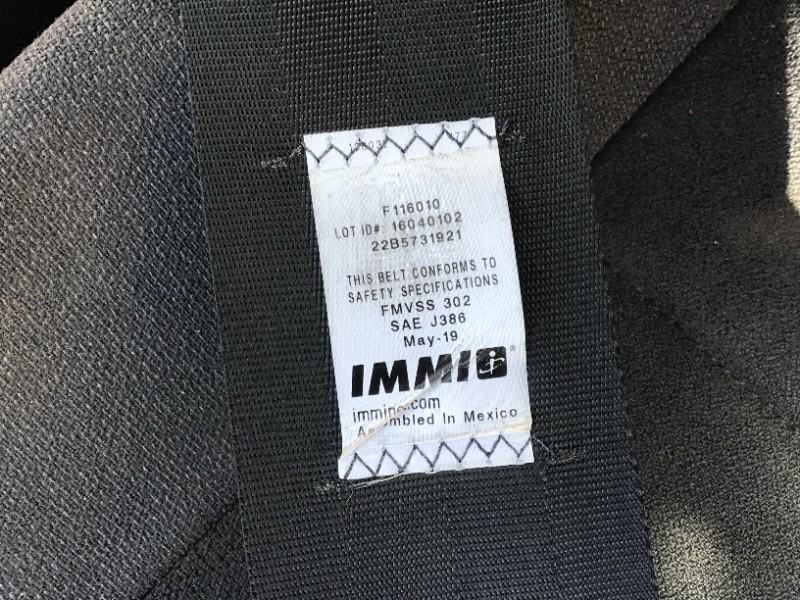 F116010
LOT ID#: 16040102
22B5731921
THIS BELT CONFORMS TO
SAFETY SPECIFICATIONS
FMVSS 302
SAE J386
May-19
IMMI ®
imminc.com
Assembled In Mexico